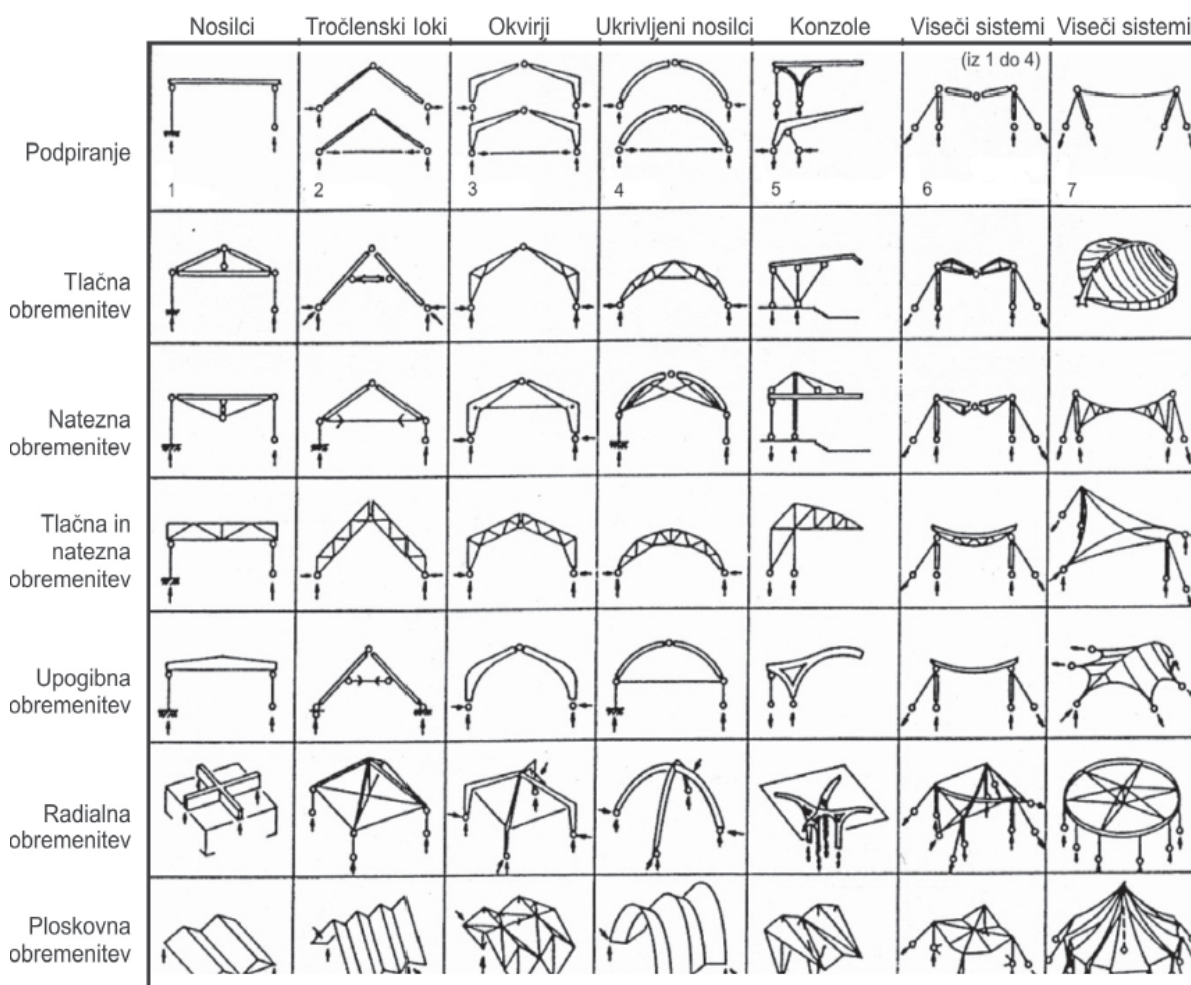 Nosilci Tročlenski loki Okvirji Ukrivljeni nosilci Konzole Viseči sistemi Viseči sistemi
(iz 1 do 4)
Podpiranje
1 2 3 4 5 6 7
Tlačna
obremenitev
Natezna
obremenitev
Tlačna in
natezna
obremenitev
Upogibna
obremenitev
Radialna
obremenitev
Ploskovna
obremenitev